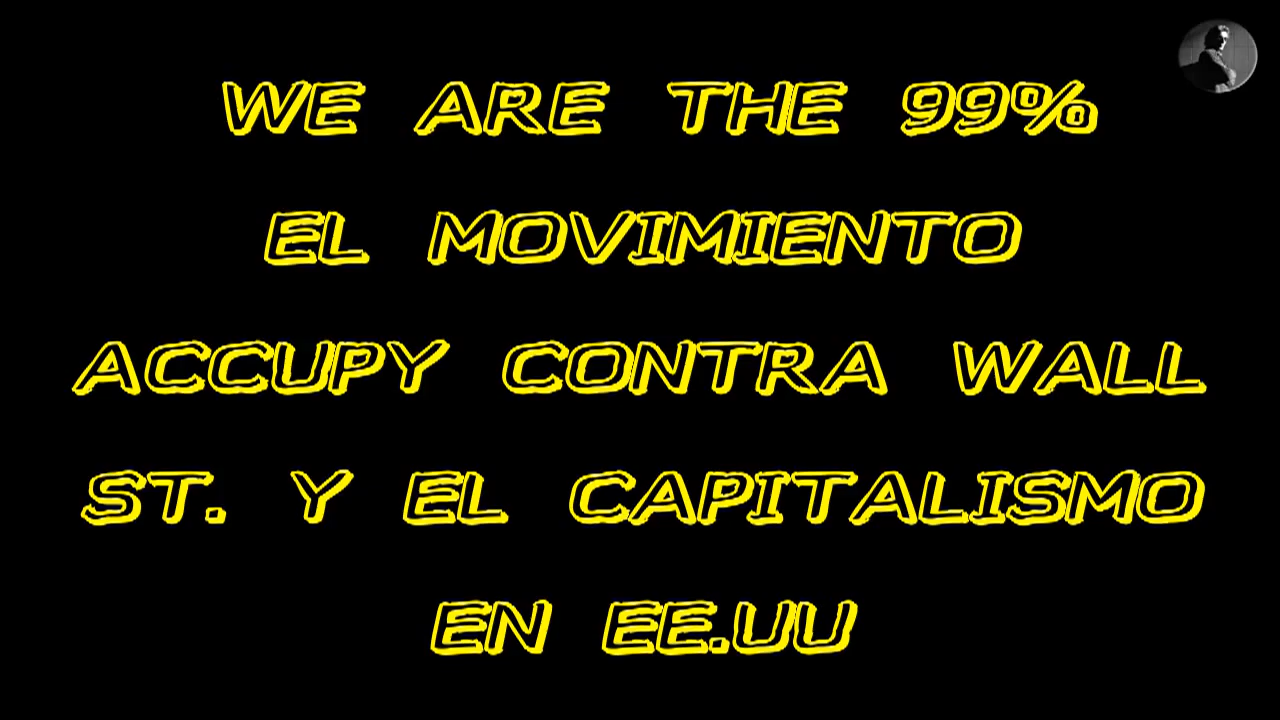 WE ARE THE 99%
EL MOVIMIENTO
ACCUPY CONTRA WALL
ST. Y EL CAPITALISMO
EN EE.UU